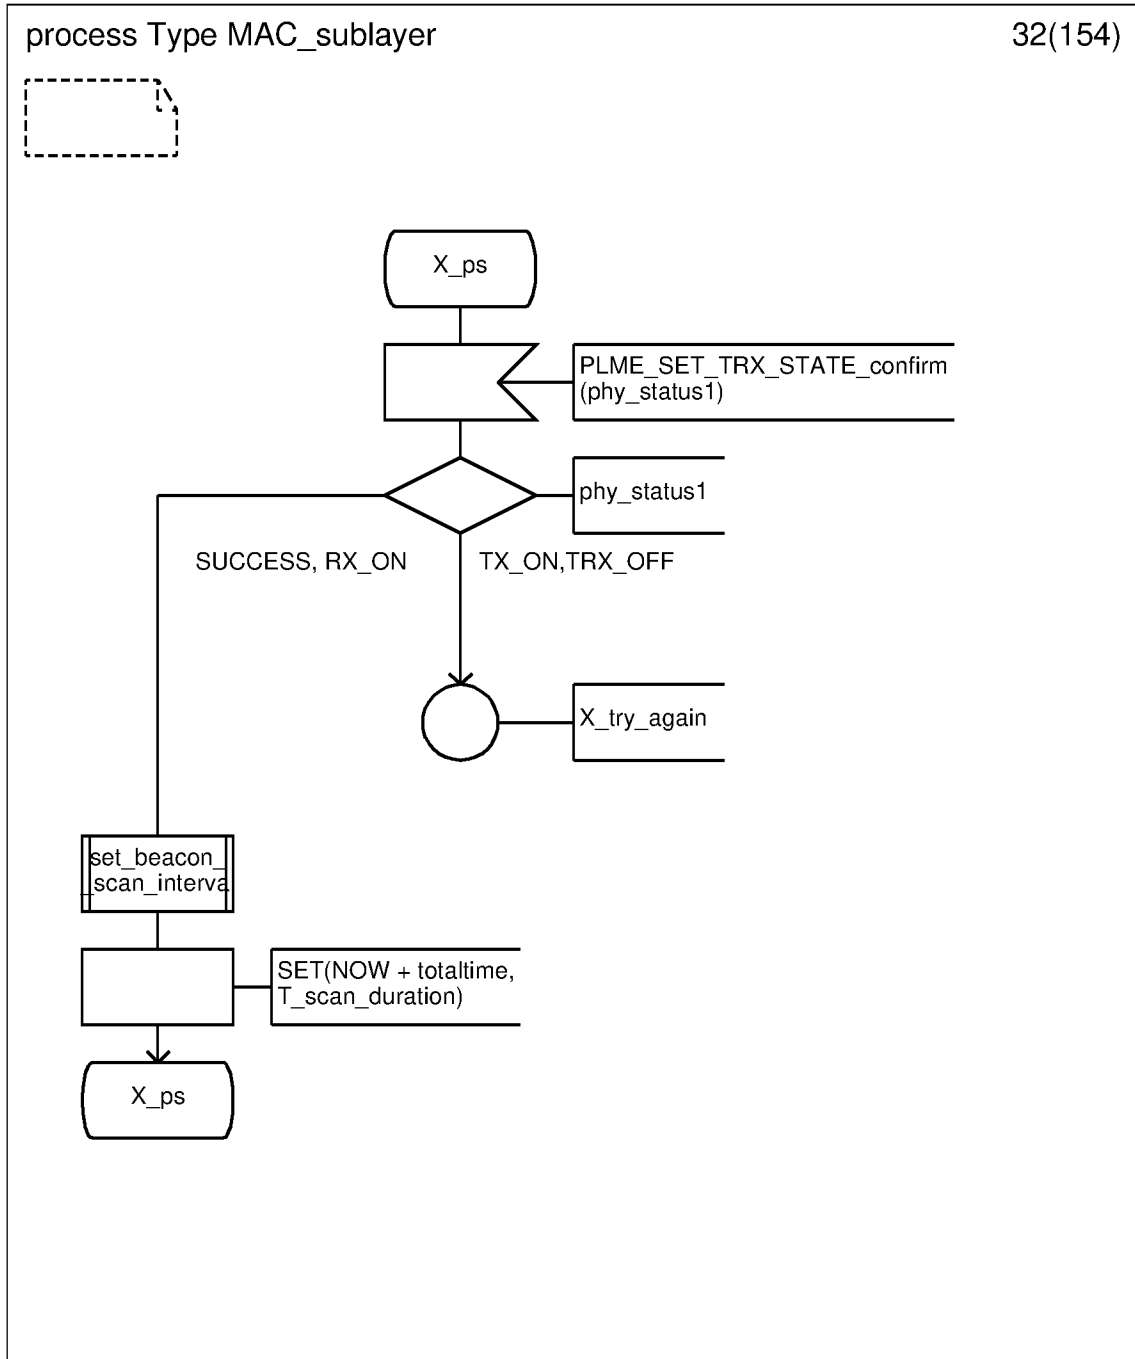 process Type MAC_sublayer
32(154)
X_ps
PLME_SET_TRX_STATE_confirm
(phy_status1)
phy_status1
SUCCESS, RX_ON
TX_ON,TRX_OFF
X_try_again
set_beacon_
_scan_interva
SET(NOW + totaltime,
T_scan_duration)
X_ps